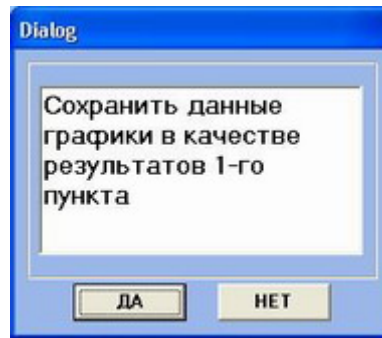 Dialog
Сохранить данные
графики в качестве
результатов 1-го
пункта
ДА
НЕТ